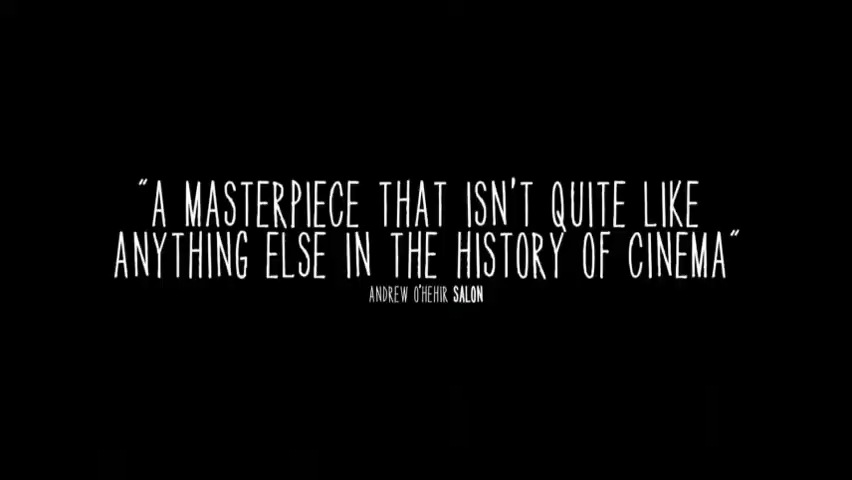 "A MASTERPIECE THAT ISN'T QUITE LIKE
ANYTHING ELSE IN THE HISTORY OF CINEMA"
ANDREW O'HEHIR SALON